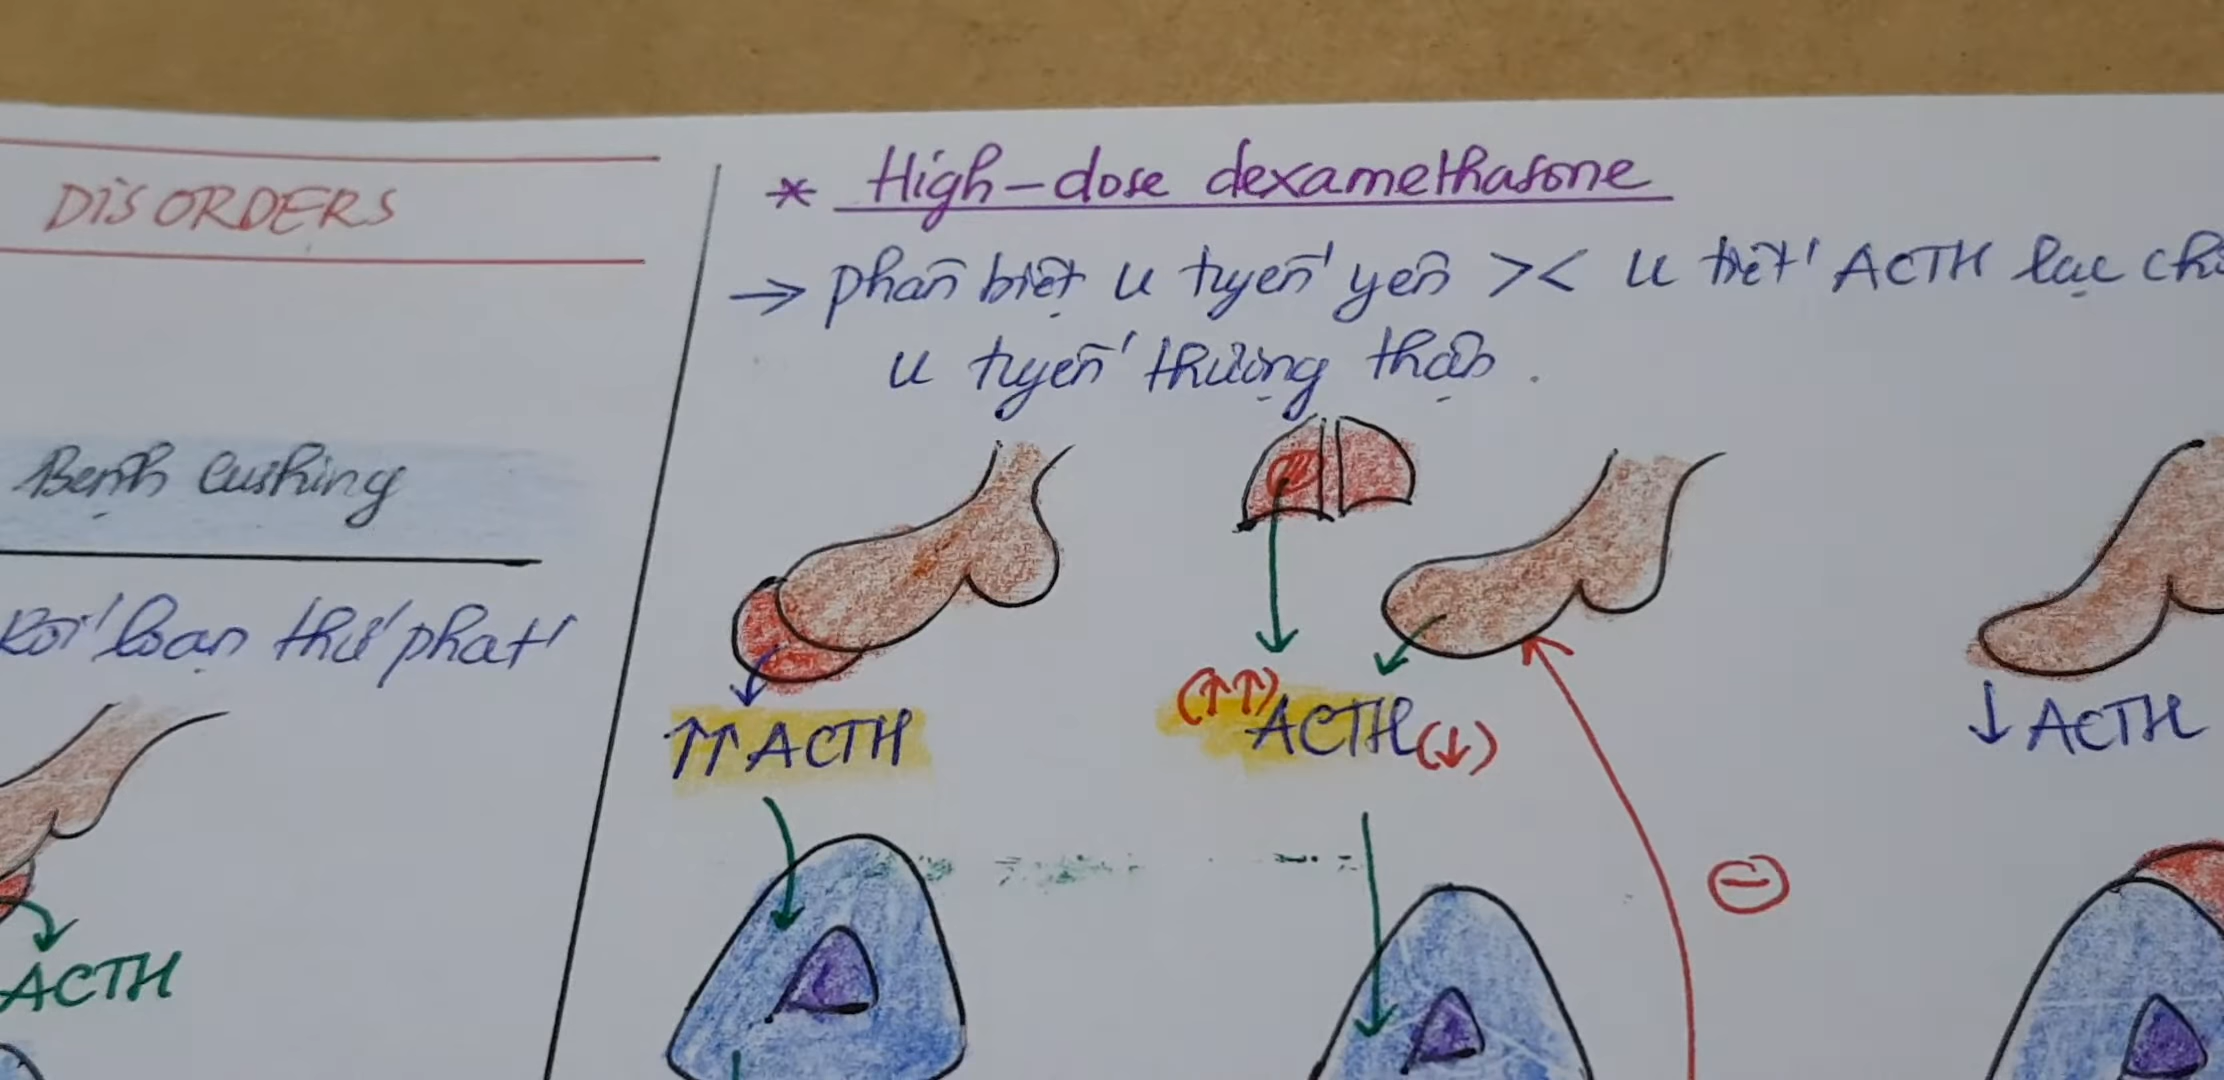 DISORDERS
Bệnh Cushing
Rối loạn thứ phát
ACTH
* High-dose dexamethasone
→ phân biệt u tuyến yên >< u tiết ACTH lạc
u tuyến thượng thận.
↑↑ ACTH
(↑↑) ACTH (↓)
↓ ACTH
⊖